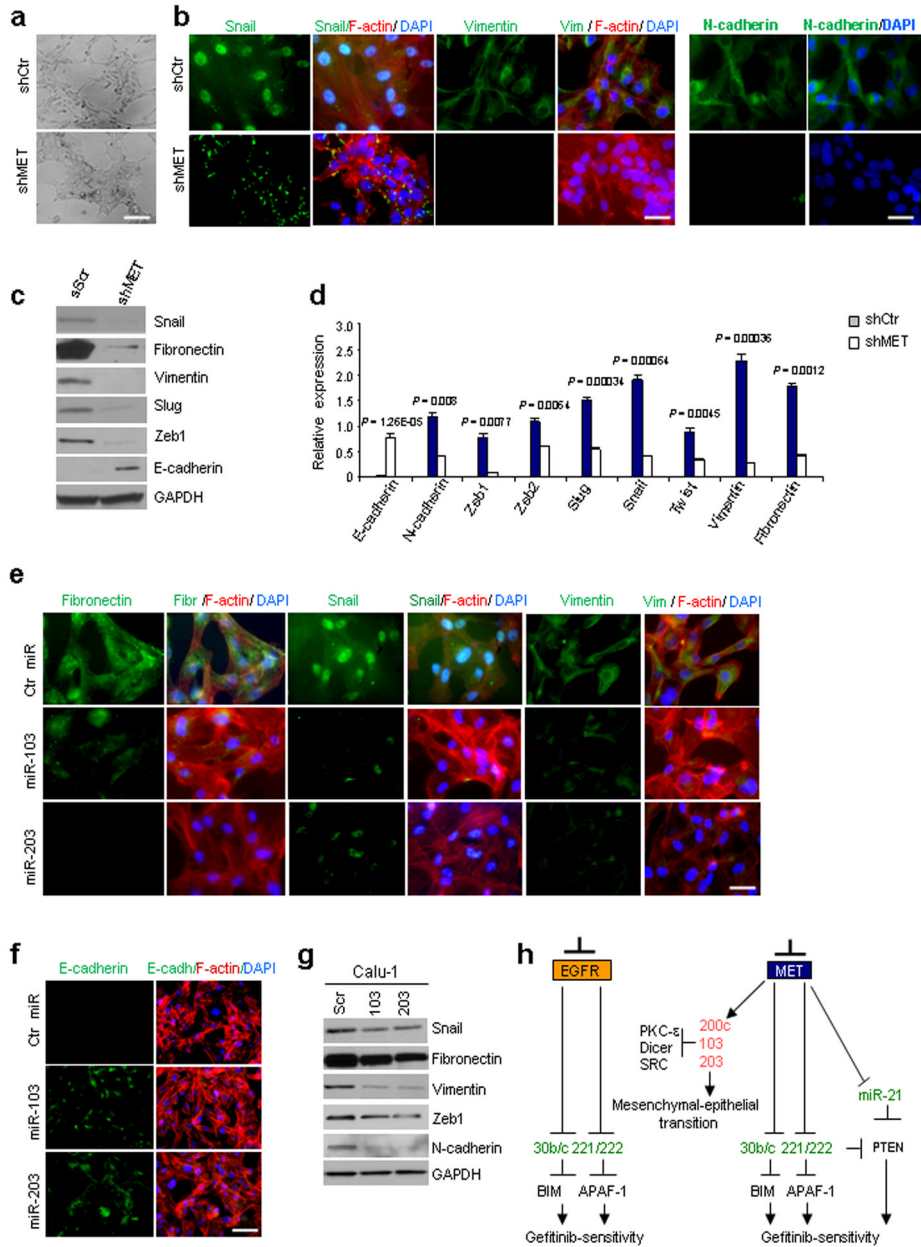 a
shCtr
shMET
b
Snail Snail/F-actin/ DAPI Vimentin Vim / F-actin/ DAPI N-cadherin N-cadherin/DAPI
shCtr
shMET
c
sScr shMET
Snail
Fibronectin
Vimentin
Slug
Zeb1
E-cadherin
GAPDH
d
shCtr
shMET
Relative expression
3.0
2.5
2.0
1.5
1.0
0.5
0
P = 1.26E-05
P = 0.008
P = 0.0077
P = 0.0054
P = 0.00034
P = 0.00064
P = 0.0045
P = 0.00036
P = 0.0012
E-cadherin
N-cadherin
Zeb1
Zeb2
Slug
Snail
Twist
Vimentin
Fibronectin
e
Fibronectin Fibr /F-actin/ DAPI Snail Snail/F-actin/ DAPI Vimentin Vim / F-actin/ DAPI
Ctr miR
miR-103
miR-203
f
E-cadherin E-cadh/F-actin/DAPI
Ctr miR
miR-103
miR-203
g
Calu-1
Scr 103 203
Snail
Fibronectin
Vimentin
Zeb1
N-cadherin
GAPDH
h
EGFR MET
PKC-ε
Dicer
SRC
200c
103
203
Mesenchymal-epithelial
transition
miR-21
30b/c 221/222
BIM APAF-1
Gefitinib-sensitivity
30b/c 221/222 PTEN
BIM APAF-1
Gefitinib-sensitivity